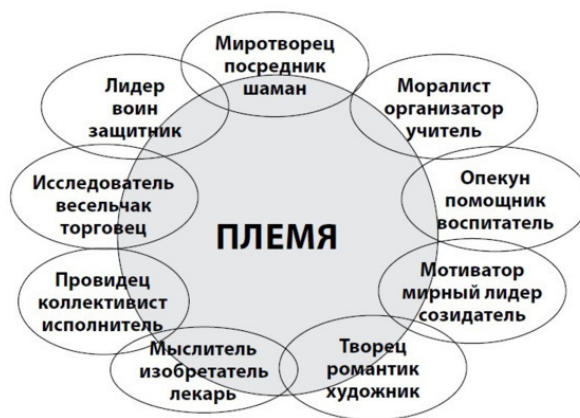 Миротворец
посредник
шаман
Моралист
организатор
учитель
Опекун
помощник
воспитатель
Мотиватор
мирный лидер
созидатель
Творец
романтик
художник
Мыслитель
изобретатель
лекарь
Провидец
коллективист
исполнитель
Исследователь
весельчак
торговец
Лидер
воин
защитник
ПЛЕМЯ